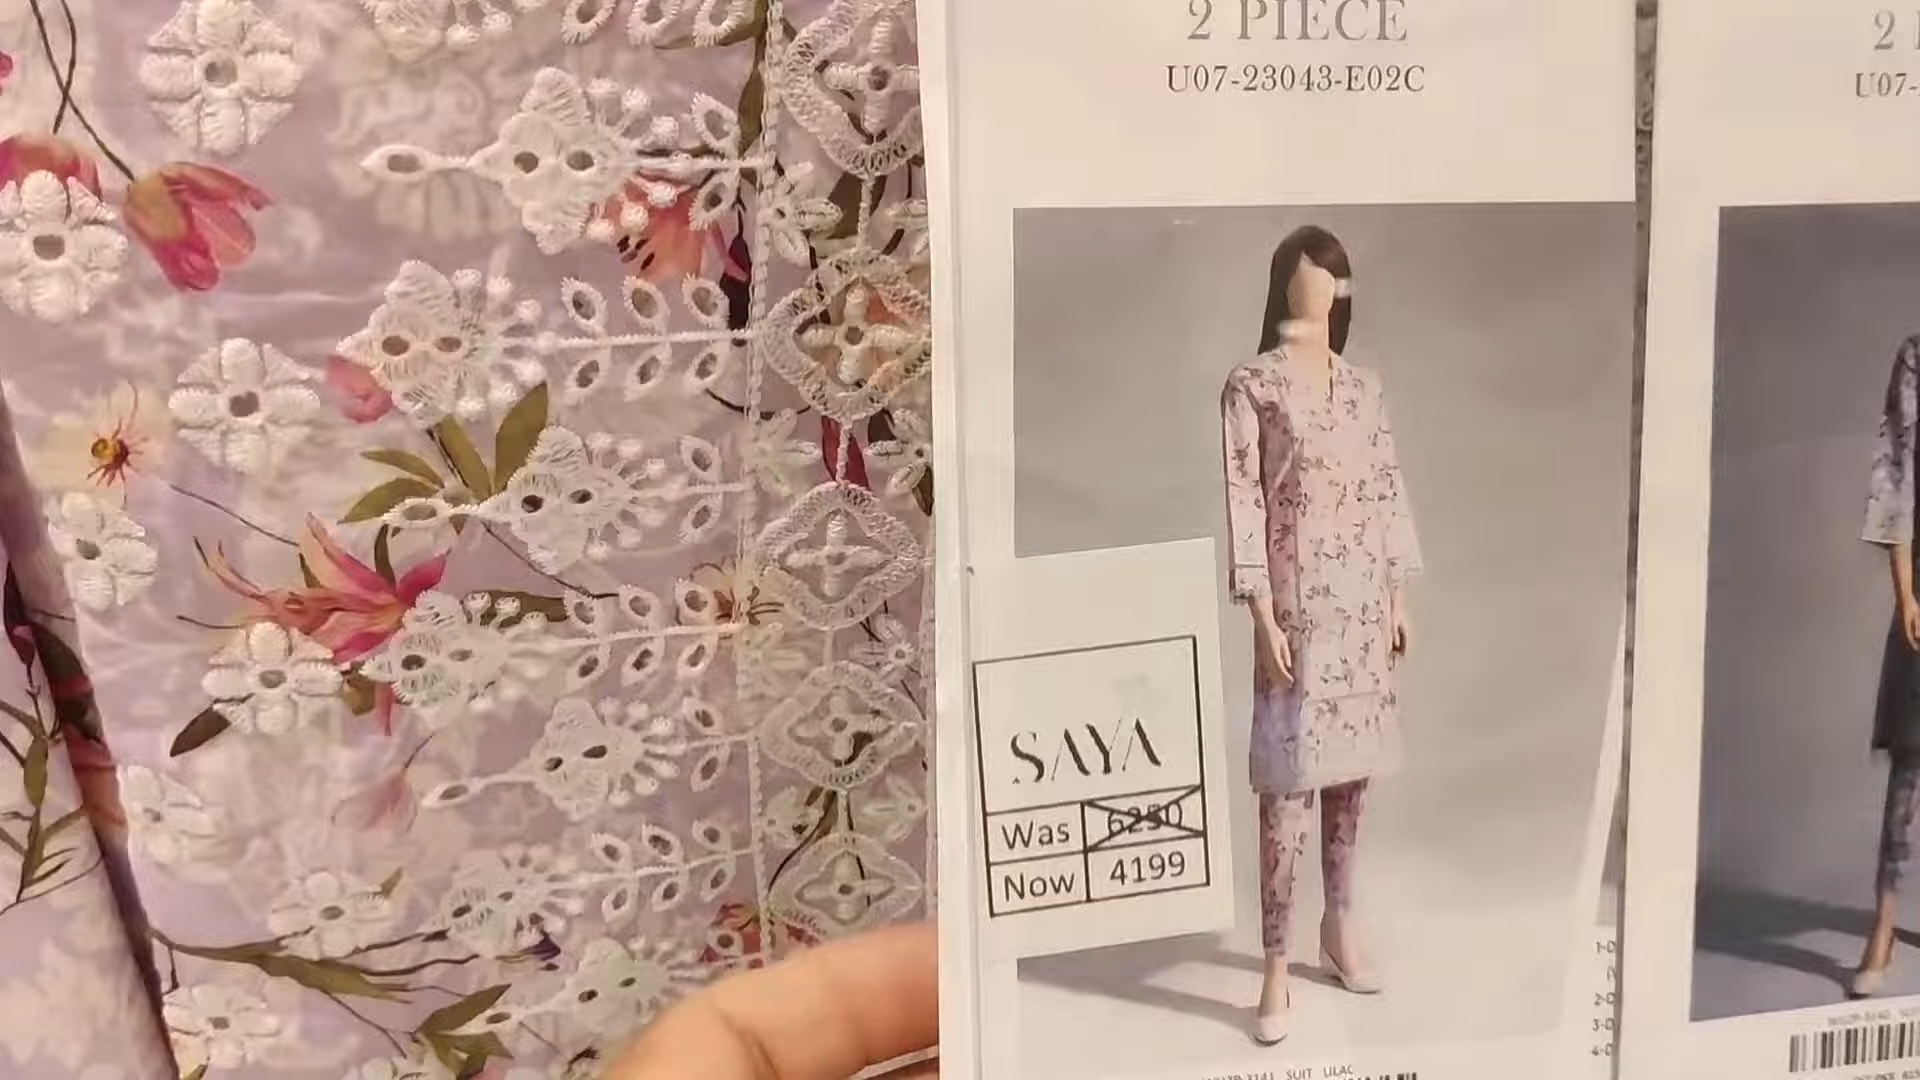 2 PIECE
U07-23043-E02C
2
U07-
SAYA
Was 6250
Now 4199
SUIT LILAC